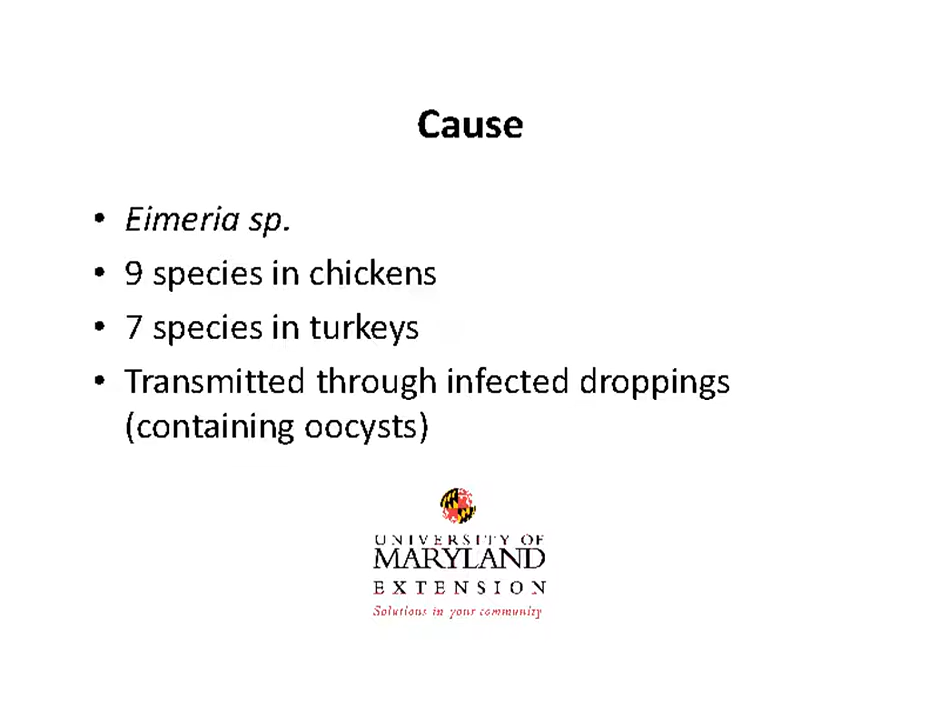 Cause
• Eimeria sp.
• 9 species in chickens
• 7 species in turkeys
• Transmitted through infected droppings
(containing oocysts)
UNIVERSITY OF
MARYLAND
EXTENSION
Solutions in your community